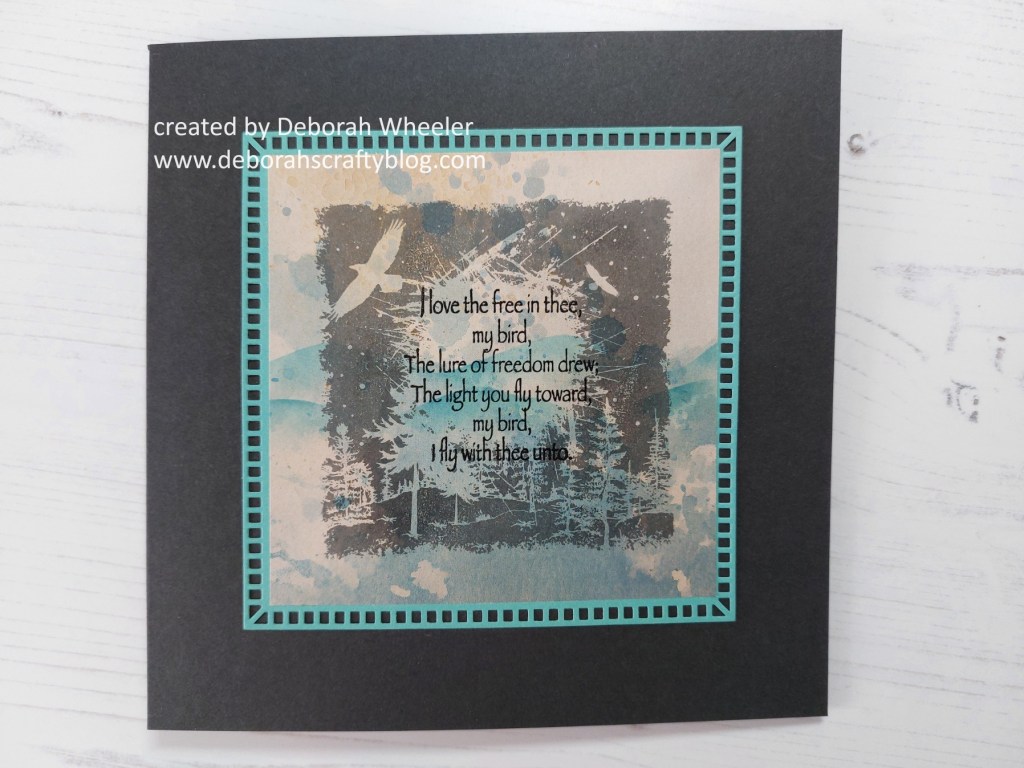 created by Deborah Wheeler
www.deborahscraftyblog.com
I love the free in thee,
my bird,
The lure of freedom drew;
The light you fly toward,
my bird,
I fly with thee unto.